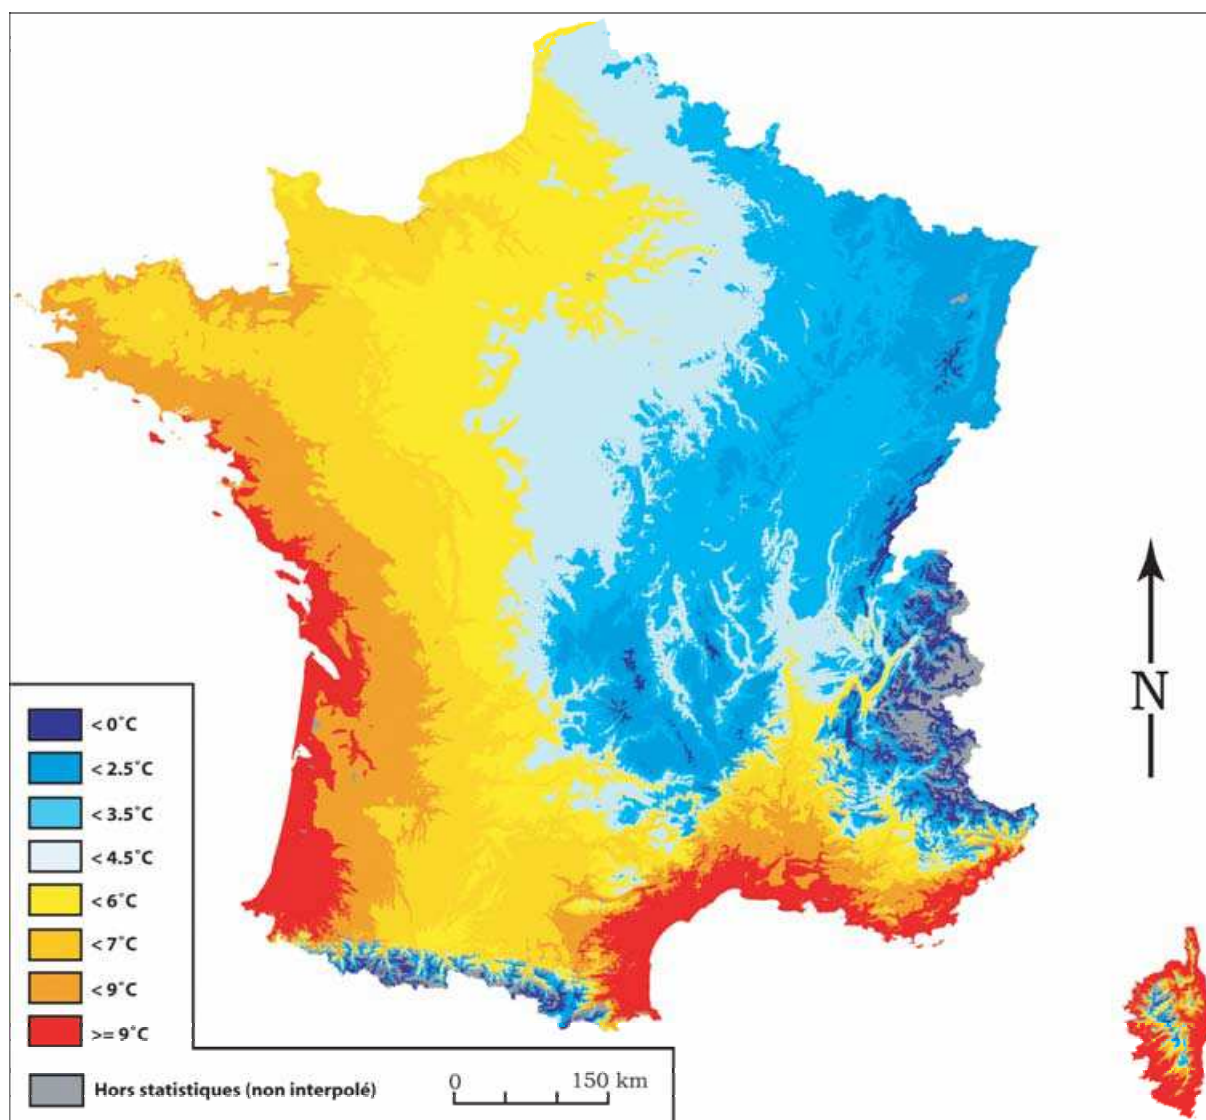 N
< 0°C
< 2.5°C
< 3.5°C
< 4.5°C
< 6°C
< 7°C
< 9°C
>= 9°C
Hors statistiques (non interpolé)
0 150 km